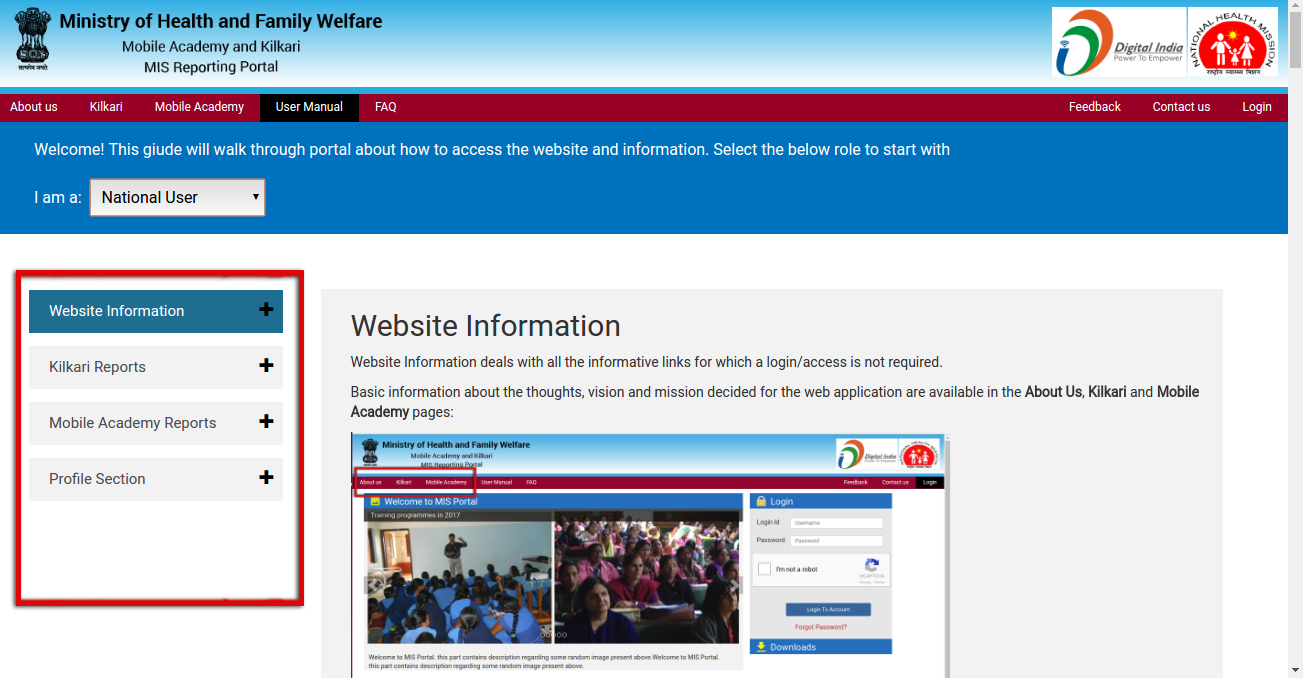 Ministry of Health and Family Welfare
Mobile Academy and Kilkari
MIS Reporting Portal
सत्यमेव जयते
Digital India
Power To Empower
NATIONAL HEALTH MISSION
राष्ट्रीय स्वास्थ्य मिशन
About us Kilkari Mobile Academy User Manual FAQ Feedback Contact us Login
Welcome! This giude will walk through portal about how to access the website and information. Select the below role to start with
I am a: National User
Website Information
Kilkari Reports
Mobile Academy Reports
Profile Section
Website Information
Website Information deals with all the informative links for which a login/access is not required.
Basic information about the thoughts, vision and mission decided for the web application are available in the About Us, Kilkari and Mobile
Academy pages:
Ministry of Health and Family Welfare
Mobile Academy and Kilkari
MIS Reporting Portal
Digital India
About us Kilkari Mobile Academy User Manual FAQ Feedback Contact us Login
Welcome to MIS Portal
Training programmes in 2017
Login
Login Id Username
Password Password
I'm not a robot
reCAPTCHA
Login To Account
Forgot Password?
Downloads
Welcome to MIS Portal. this part contains description regarding some random image present above.Welcome to MIS Portal.
this part contains description regarding some random image present above.